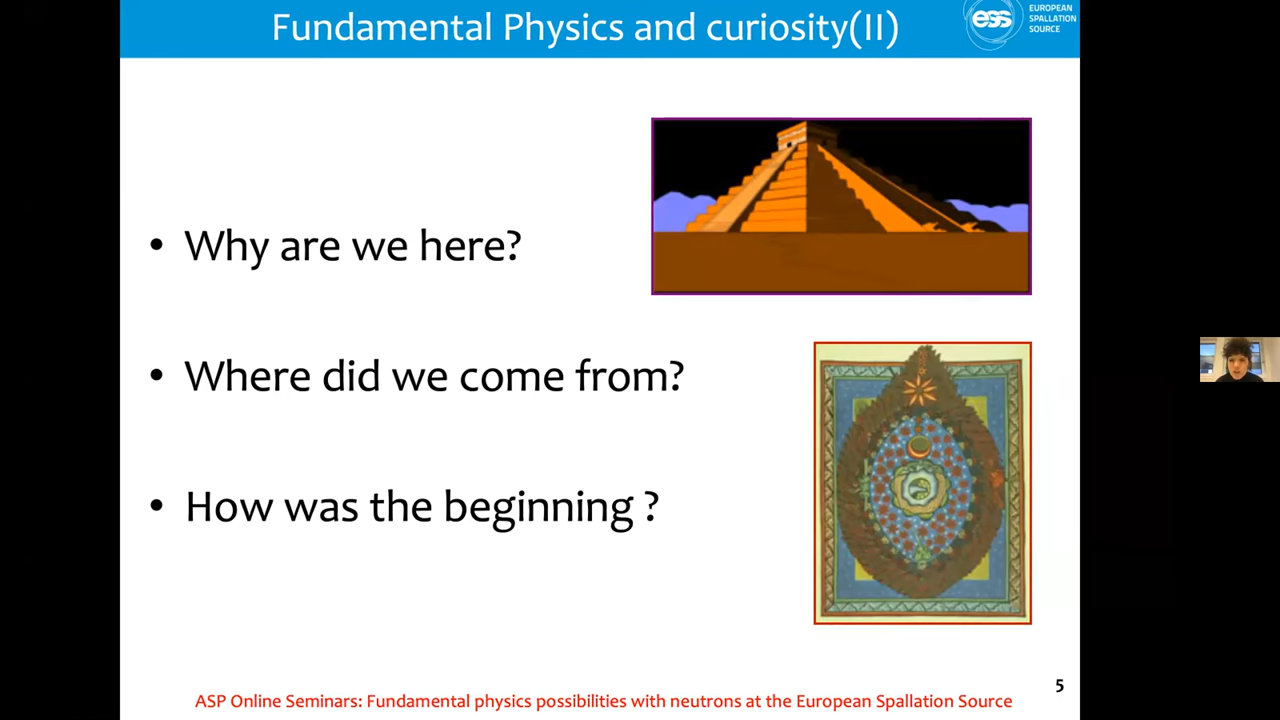 Fundamental Physics and curiosity(II)
ess
EUROPEAN
SPALLATION
SOURCE
• Why are we here?
• Where did we come from?
• How was the beginning ?
5
ASP Online Seminars: Fundamental physics possibilities with neutrons at the European Spallation Source